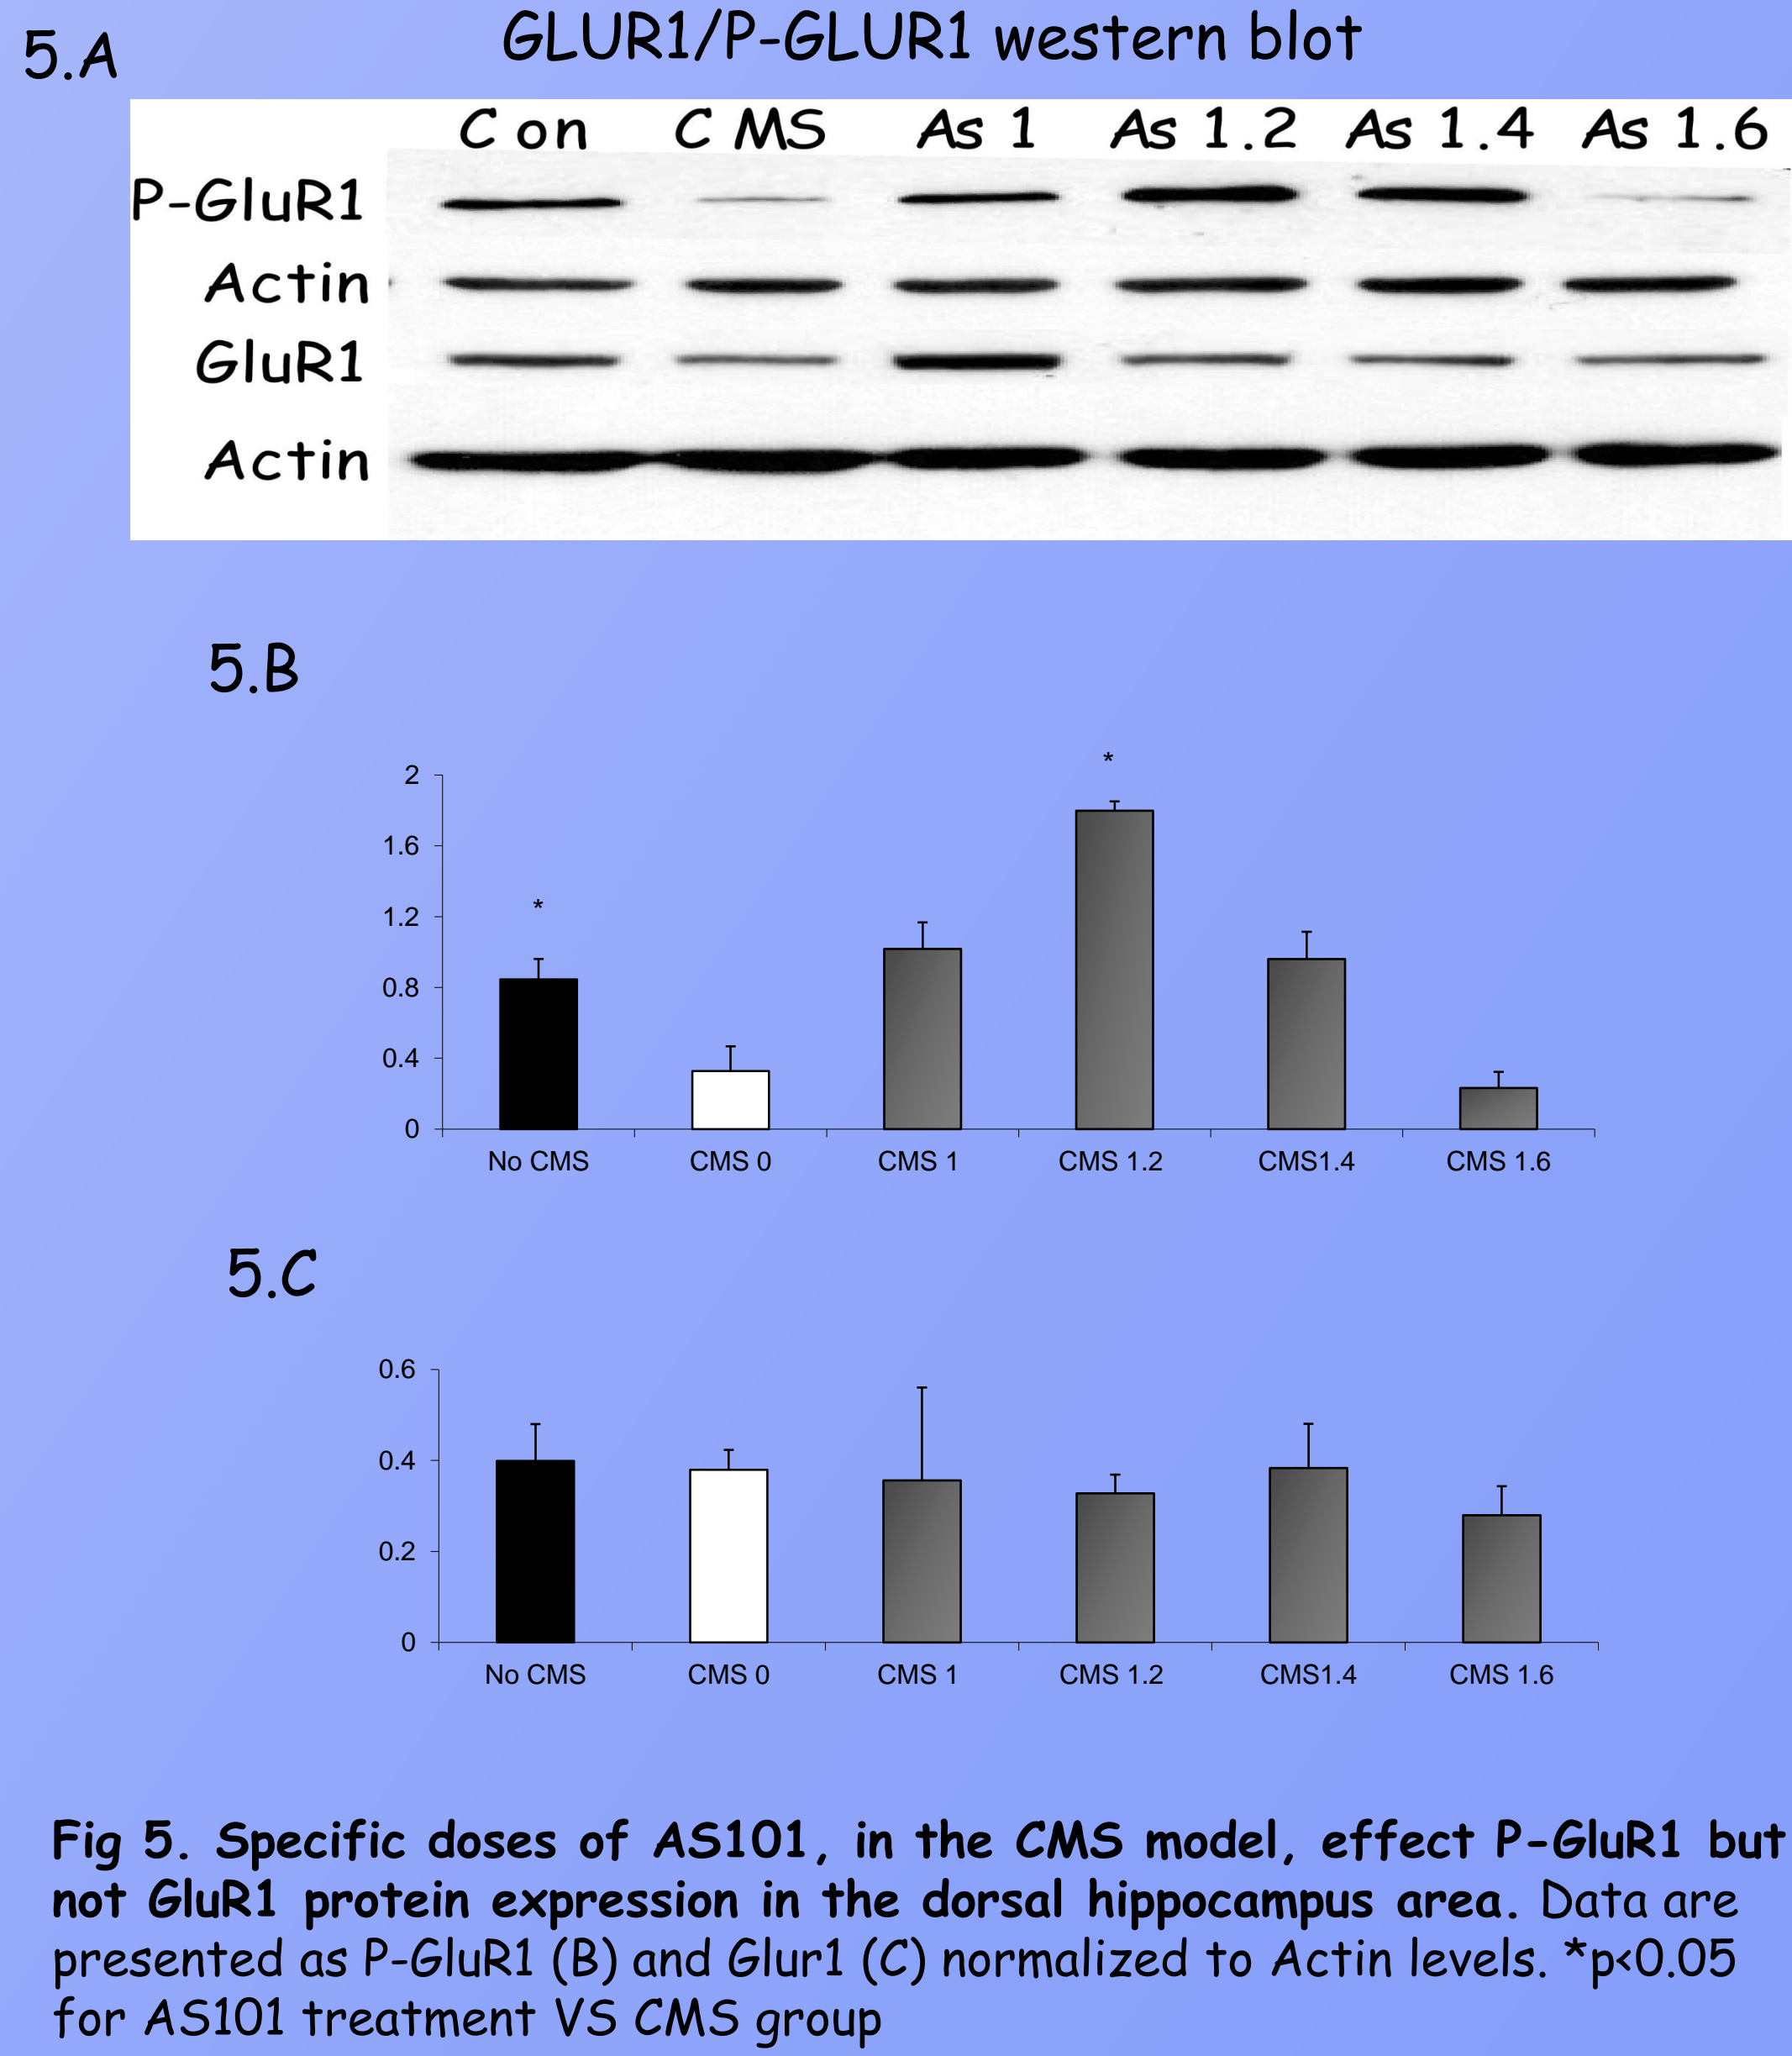 5.A
GLUR1/P-GLUR1 western blot
C on C MS As 1 As 1.2 As 1.4 As 1.6
P-GluR1
Actin
GluR1
Actin
5.B
*
2
1.6
1.2
*
0.8
0.4
0
No CMS CMS 0 CMS 1 CMS 1.2 CMS1.4 CMS 1.6
5.C
0.6
0.4
0.2
0
No CMS CMS 0 CMS 1 CMS 1.2 CMS1.4 CMS 1.6
Fig 5. Specific doses of AS101, in the CMS model, effect P-GluR1 but
not GluR1 protein expression in the dorsal hippocampus area. Data are
presented as P-GluR1 (B) and Glur1 (C) normalized to Actin levels. *p<0.05
for AS101 treatment VS CMS group